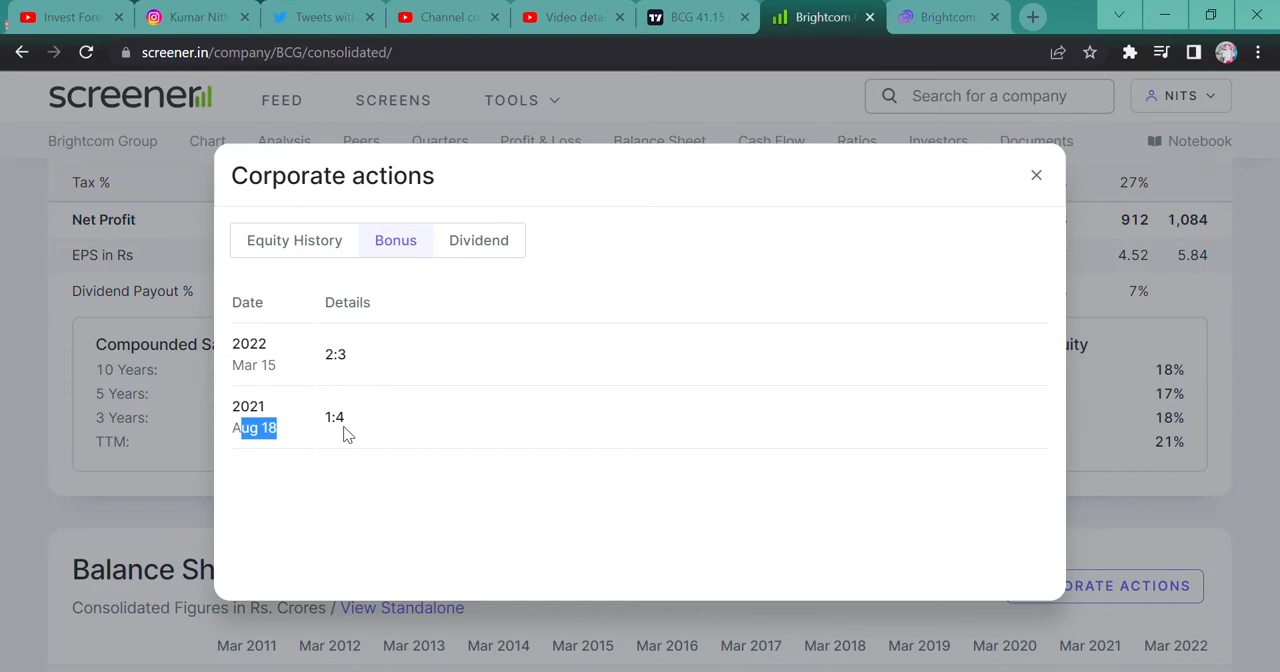 Invest Fore
Kumar Nitt
Tweets wit
Channel co
Video deta
BCG 41.15
Brightcom
Brightcom
screener.in/company/BCG/consolidated/
screener
FEED
SCREENS
TOOLS
Search for a company
NITS
Brightcom Group
Chart
Analysis
Peers
Quarters
Profit & Loss
Balance Sheet
Cash Flow
Ratios
Investors
Documents
Notebook
Corporate actions
Tax %
27%
Net Profit
912 1,084
EPS in Rs
4.52 5.84
Dividend Payout %
7%
Equity History
Bonus
Dividend
Date
Details
2022
Mar 15
2:3
2021
Aug 18
1:4
Compounded Sa
10 Years:
5 Years:
3 Years:
TTM:
uity
18%
17%
18%
21%
Balance Sh
ORATE ACTIONS
Consolidated Figures in Rs. Crores / View Standalone
Mar 2011 Mar 2012 Mar 2013 Mar 2014 Mar 2015 Mar 2016 Mar 2017 Mar 2018 Mar 2019 Mar 2020 Mar 2021 Mar 2022